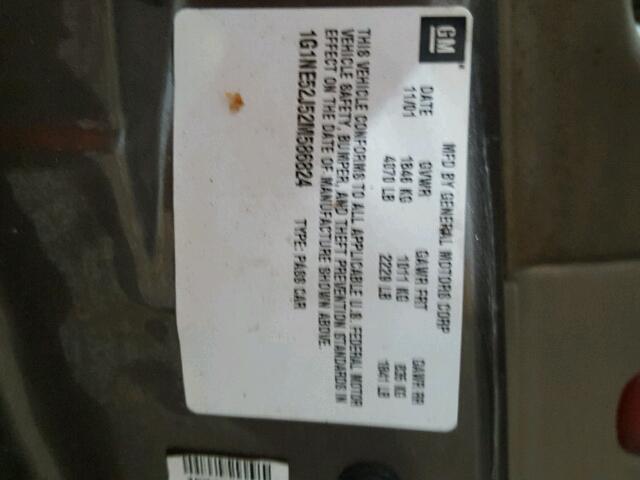 GM
MFD BY GENERAL MOTORS CORP
DATE GVWR GAWR FRT GAWR RR
11/01 1846 KG 1011 KG 835 KG
4070 LB 2229 LB 1841 LB
THIS VEHICLE CONFORMS TO ALL APPLICABLE U.S. FEDERAL MOTOR
VEHICLE SAFETY, BUMPER, AND THEFT PREVENTION STANDARDS IN
EFFECT ON THE DATE OF MANUFACTURE SHOWN ABOVE.
1G1NE52J52M566624 TYPE: PASS CAR